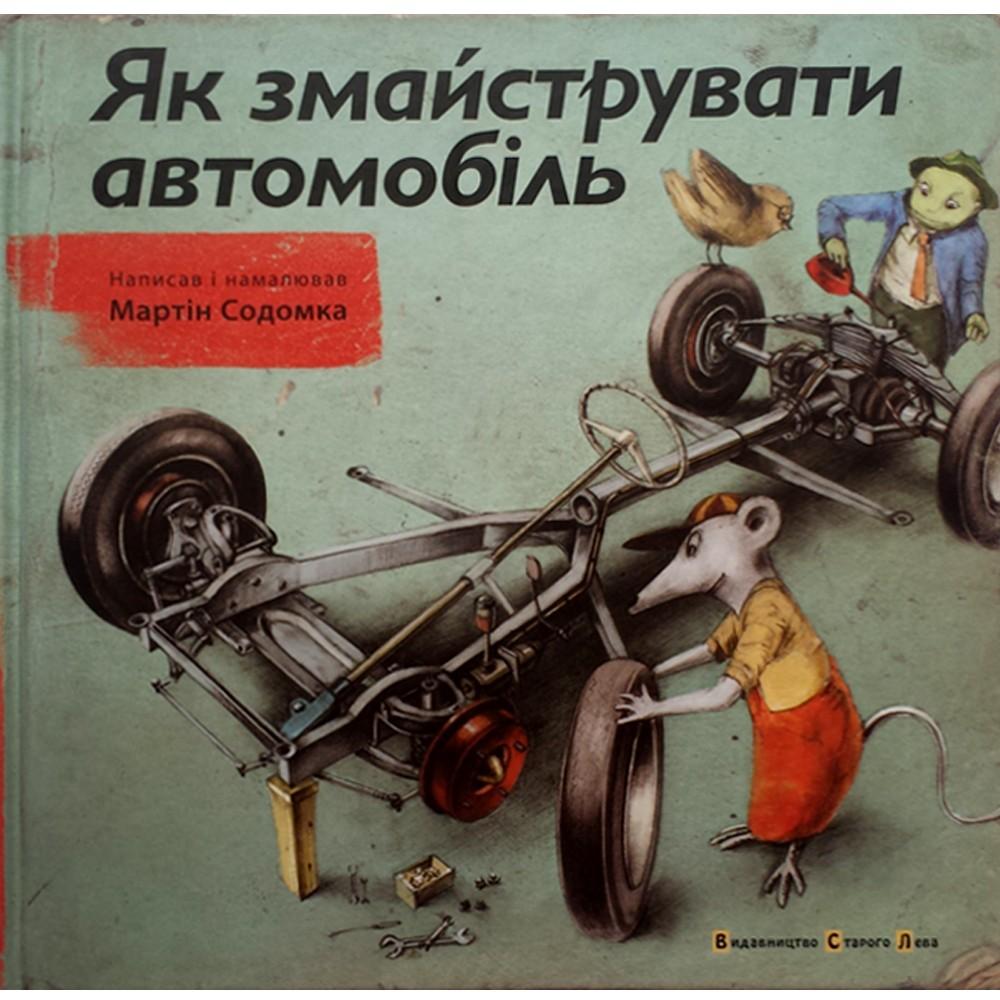 Як змайструвати
автомобіль
Написав і намалював
Мартін Содомка
Видавництво Старого Лева